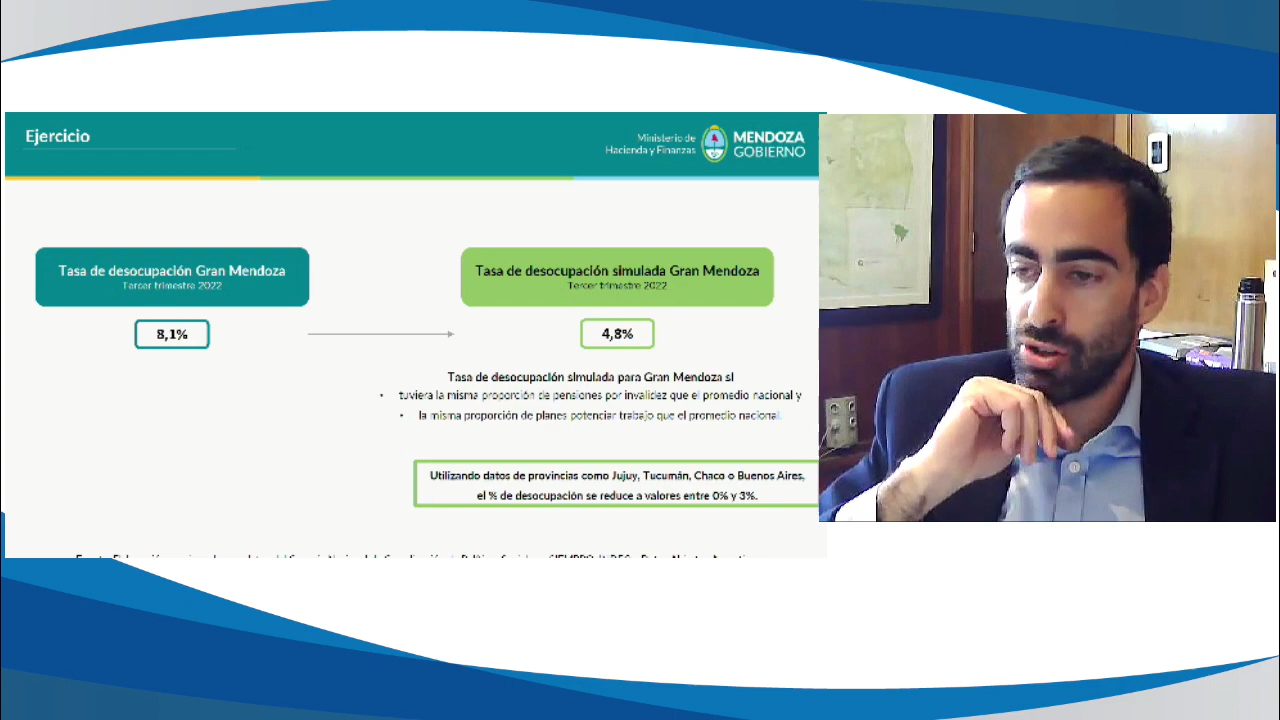 Ejercicio
Ministerio de
Hacienda y Finanzas
MENDOZA
GOBIERNO
Tasa de desocupación Gran Mendoza
Tercer trimestre 2022
8,1%
Tasa de desocupación simulada Gran Mendoza
Tercer trimestre 2022
4,8%
Tasa de desocupación simulada para Gran Mendoza si
• tuviera la misma proporción de pensiones por invalidez que el promedio nacional y
• la misma proporción de planes potenciar trabajo que el promedio nacional.
Utilizando datos de provincias como Jujuy, Tucumán, Chaco o Buenos Aires,
el % de desocupación se reduce a valores entre 0% y 3%.